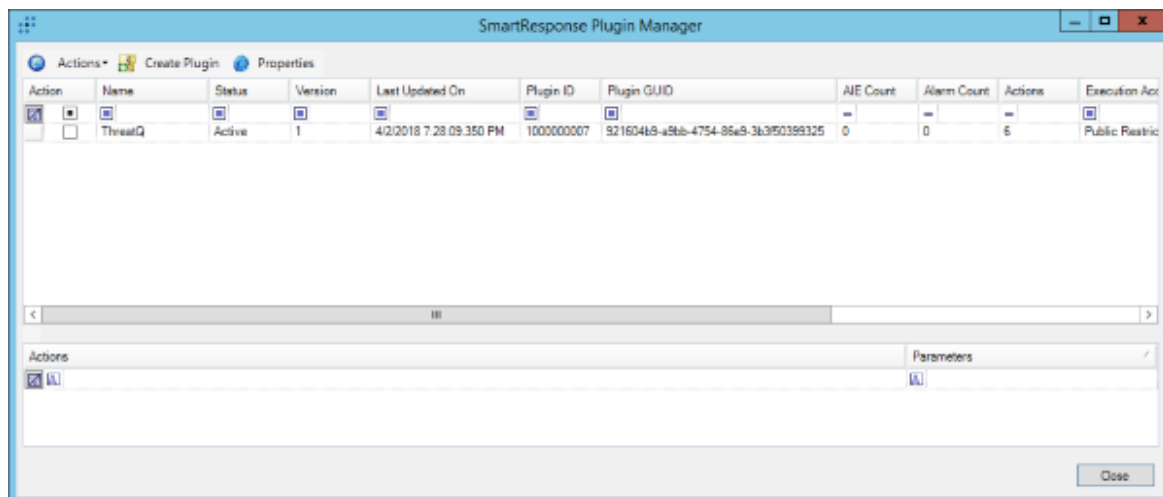 SmartResponse Plugin Manager
Actions Create Plugin Properties
Action Name Status Version Last Updated On Plugin ID Plugin GUID AIE Count Alarm Count Actions Execution Acc
ThreatQ Active 1 4/2/2018 7:28:09.350 PM 1000000007 921604b9-a9bb-4754-86e9-3b3f50399325 0 0 6 Public Restric
Actions Parameters
Close